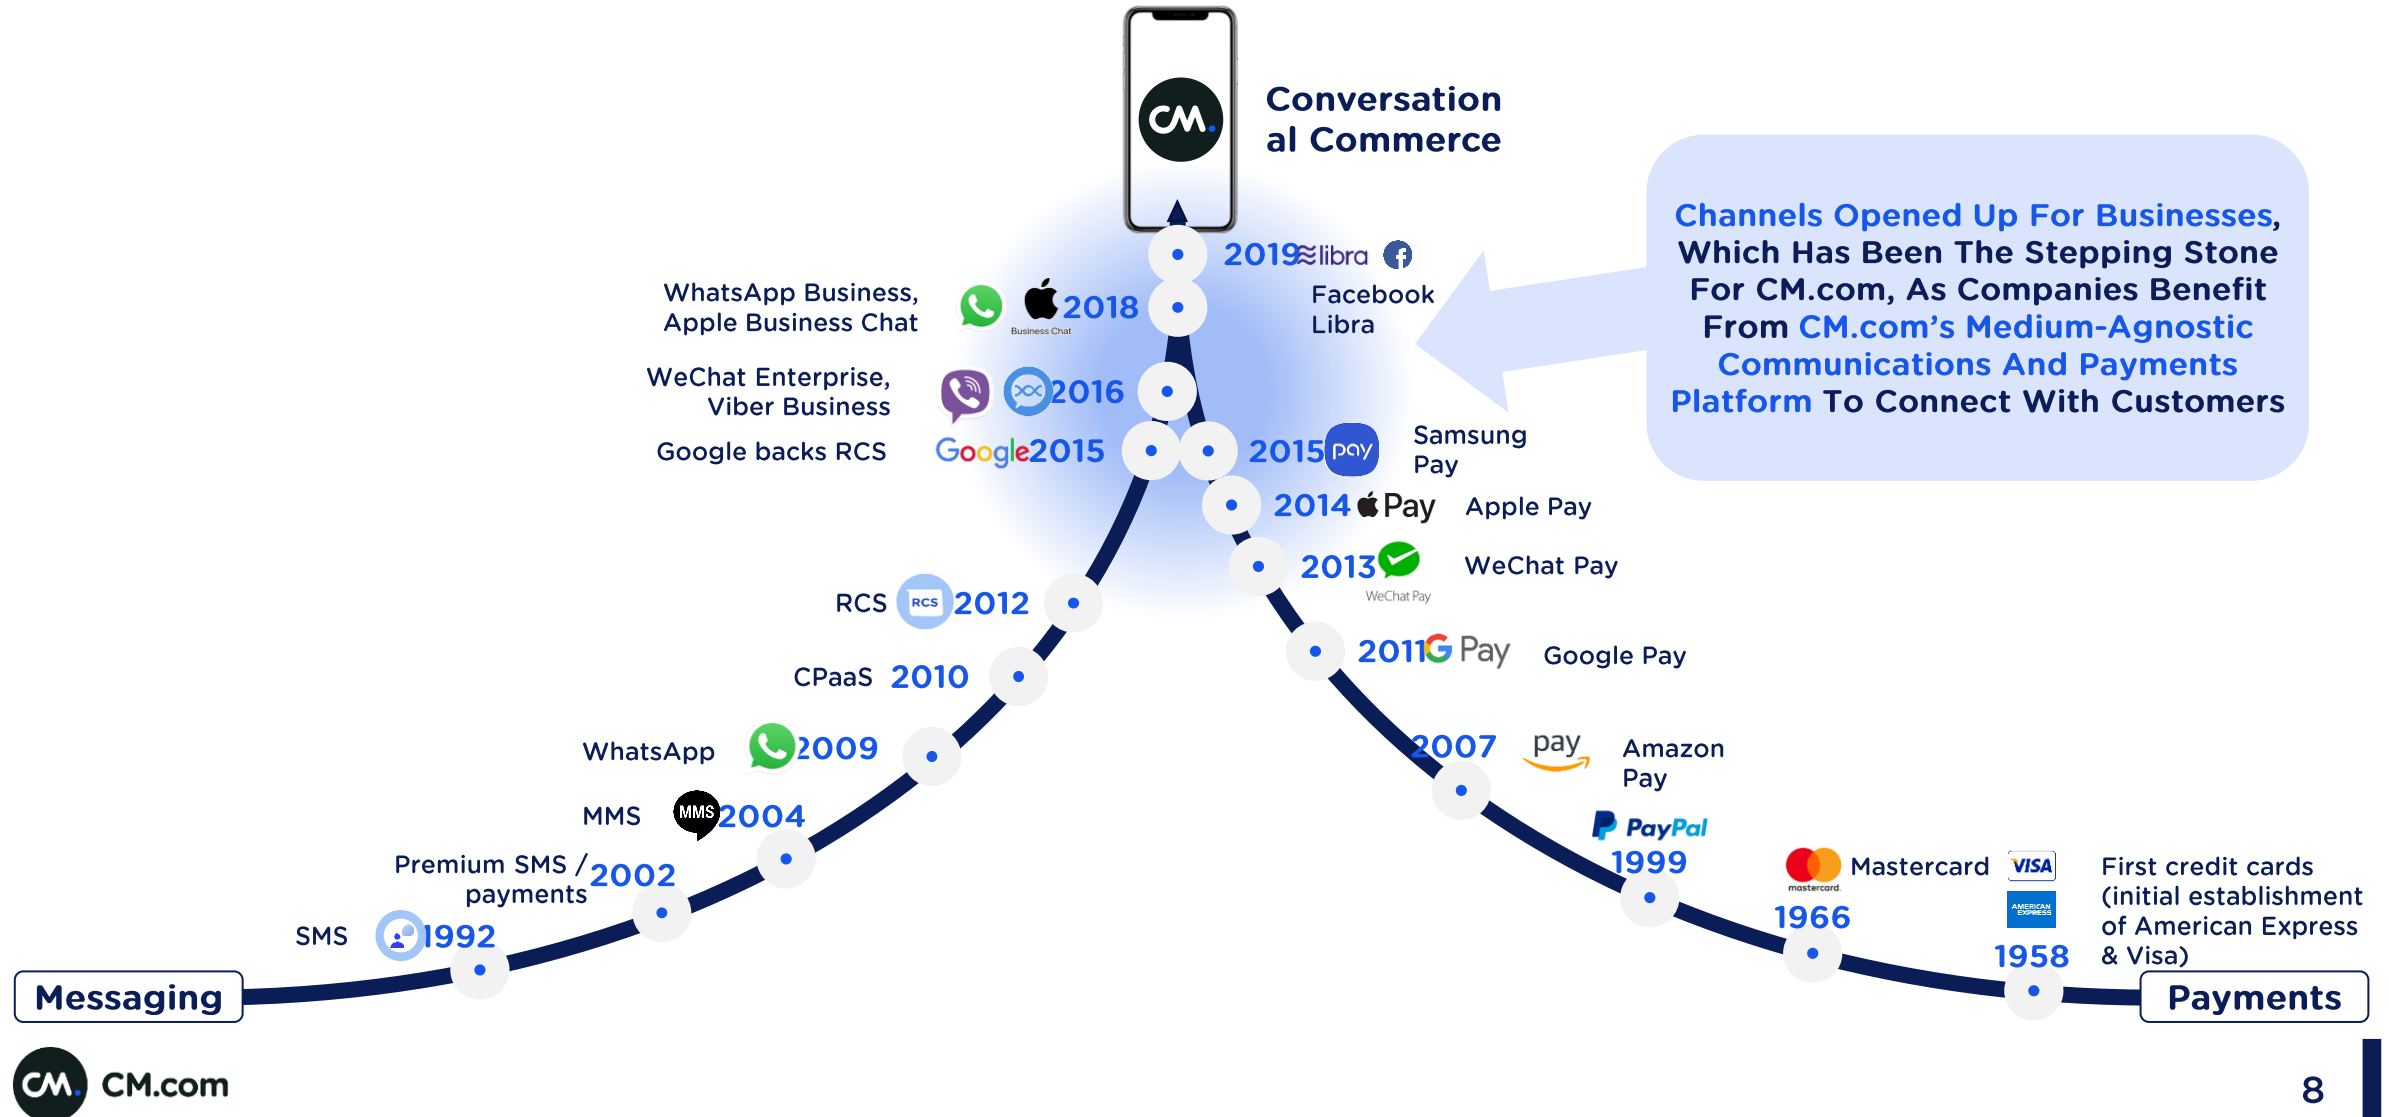 CM.
Conversation
al Commerce
Channels Opened Up For Businesses,
Which Has Been The Stepping Stone
For CM.com, As Companies Benefit
From CM.com’s Medium-Agnostic
Communications And Payments
Platform To Connect With Customers
2019 libra f
Facebook
Libra
WhatsApp Business,
Apple Business Chat
Business Chat
2018
WeChat Enterprise,
Viber Business
2016
Google backs RCS
Google 2015
2015 pay
Samsung
Pay
2014 Pay Apple Pay
2013 WeChat Pay
WeChat Pay
RCS RCS 2012
2011 G Pay Google Pay
CPaaS 2010
WhatsApp 2009
2007 pay Amazon
Pay
MMS MMS 2004
PayPal
1999
Premium SMS /
payments
2002
mastercard.
Mastercard
1966
VISA
AMERICAN
EXPRESS
1958
First credit cards
(initial establishment
of American Express
& Visa)
SMS 1992
Messaging
Payments
CM. CM.com
8